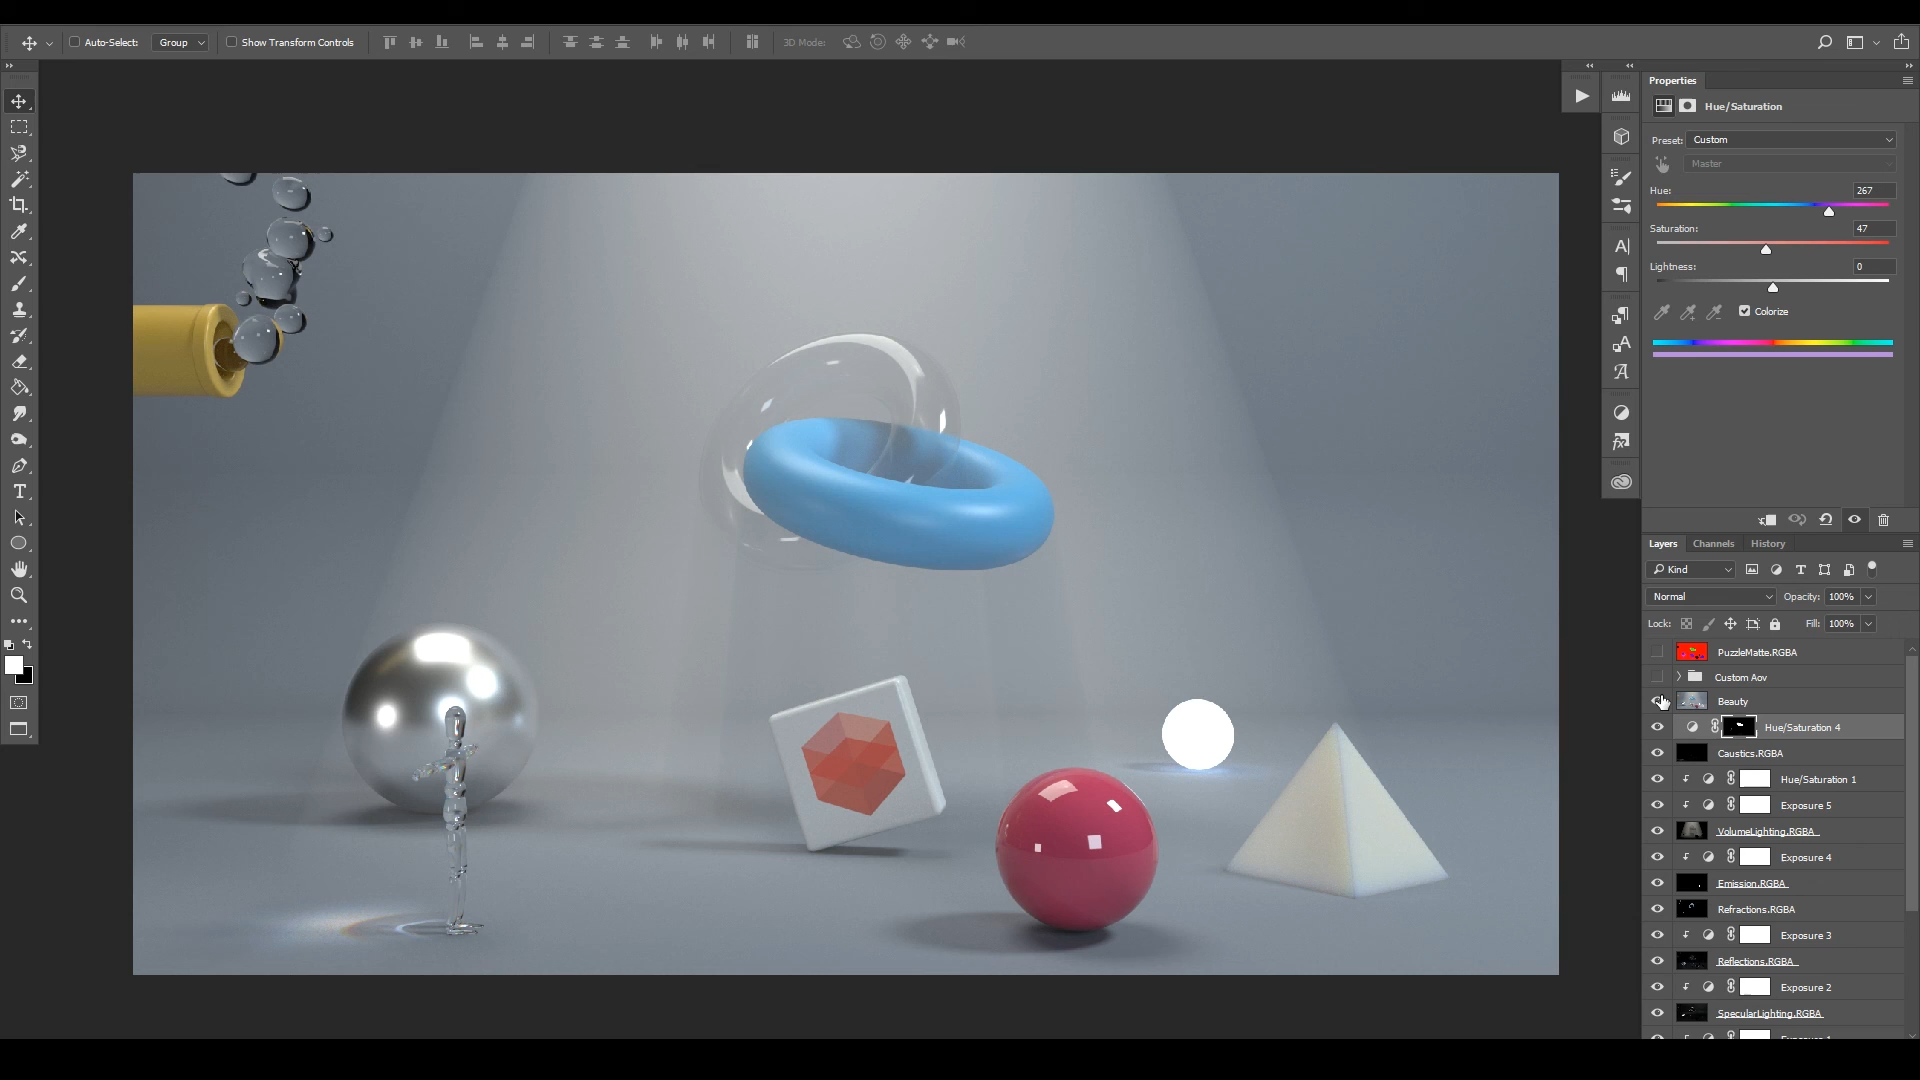 Auto-Select:
Group
Show Transform Controls
3D Mode:
Properties
Hue/Saturation
Preset:
Custom
Master
Hue:
267
Saturation:
47
Lightness:
0
Colorize
Layers
Channels
History
Kind
Normal
Opacity:
100%
Lock:
Fill:
100%
PuzzleMatte.RGBA
Custom Aov
Beauty
Hue/Saturation 4
Caustics.RGBA
Hue/Saturation 1
Exposure 5
VolumeLighting.RGBA
Exposure 4
Emission.RGBA
Refractions.RGBA
Exposure 3
Reflections.RGBA
Exposure 2
SpecularLighting.RGBA